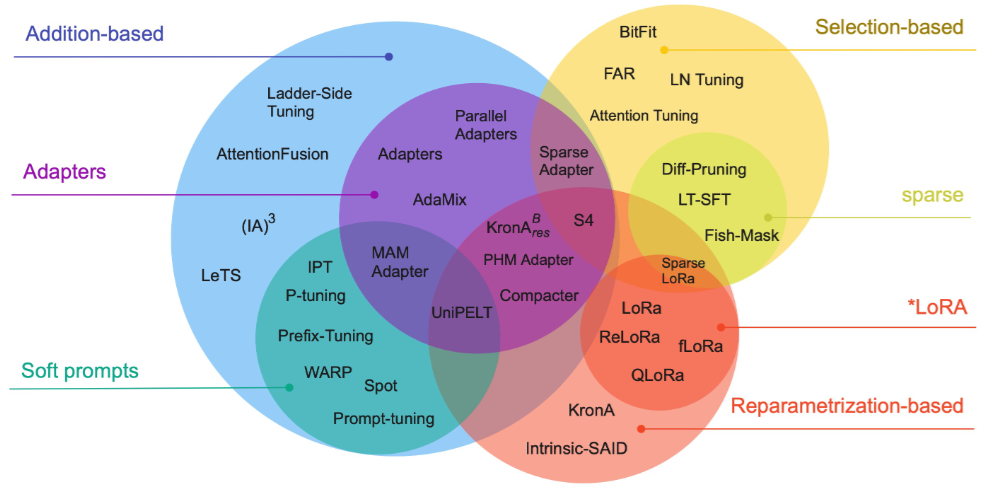 Addition-based
Selection-based
BitFit
FAR
LN Tuning
Attention Tuning
Ladder-Side
Tuning
AttentionFusion
Parallel
Adapters
Adapters
Sparse
Adapter
Adapters
AdaMix
(IA)³
LeTS
Diff-Pruning
LT-SFT
Fish-Mask
sparse
KronA^B_res
S4
PHM Adapter
Compacter
MAM
Adapter
UniPELT
IPT
P-tuning
Prefix-Tuning
WARP
Spot
Prompt-tuning
Soft prompts
Sparse
LoRa
LoRa
ReLoRa
fLoRa
QLoRa
*LoRA
KronA
Intrinsic-SAID
Reparametrization-based